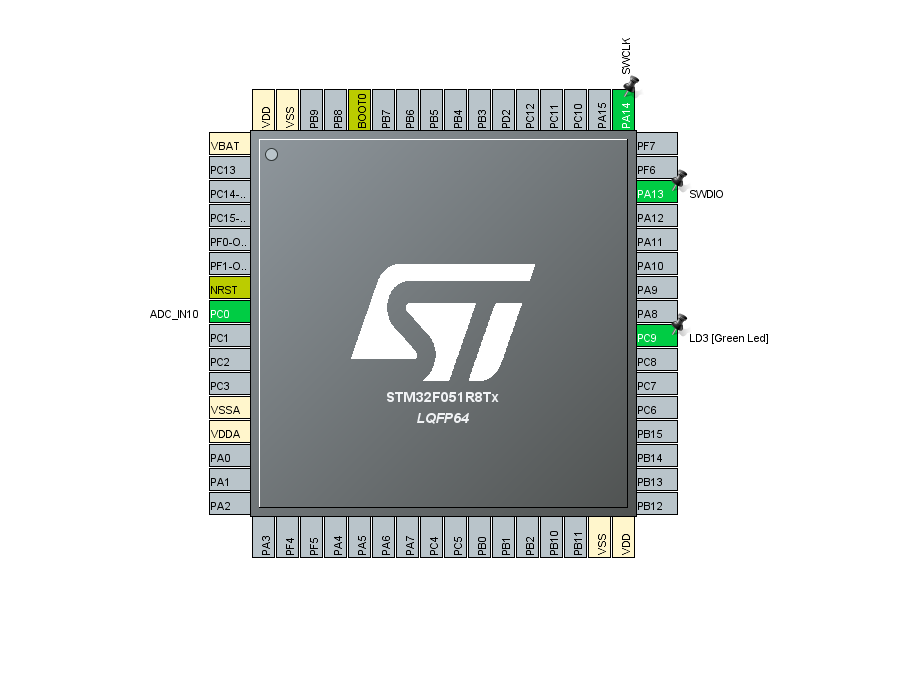 SWCLK
VDD
VSS
PB9
PB8
BOOT0
PB7
PB6
PB5
PB4
PB3
PD2
PC12
PC11
PC10
PA15
PA14
VBAT
PC13
PC14-..
PC15-..
PF0-O..
PF1-O..
NRST
ADC_IN10 PC0
PC1
PC2
PC3
VSSA
VDDA
PA0
PA1
PA2
PF7
PF6
PA13 SWDIO
PA12
PA11
PA10
PA9
PA8
PC9 LD3 [Green Led]
PC8
PC7
PC6
PB15
PB14
PB13
PB12
ST
STM32F051R8Tx
LQFP64
PA3
PF4
PF5
PA4
PA5
PA6
PA7
PC4
PC5
PB0
PB1
PB2
PB10
PB11
VSS
VDD